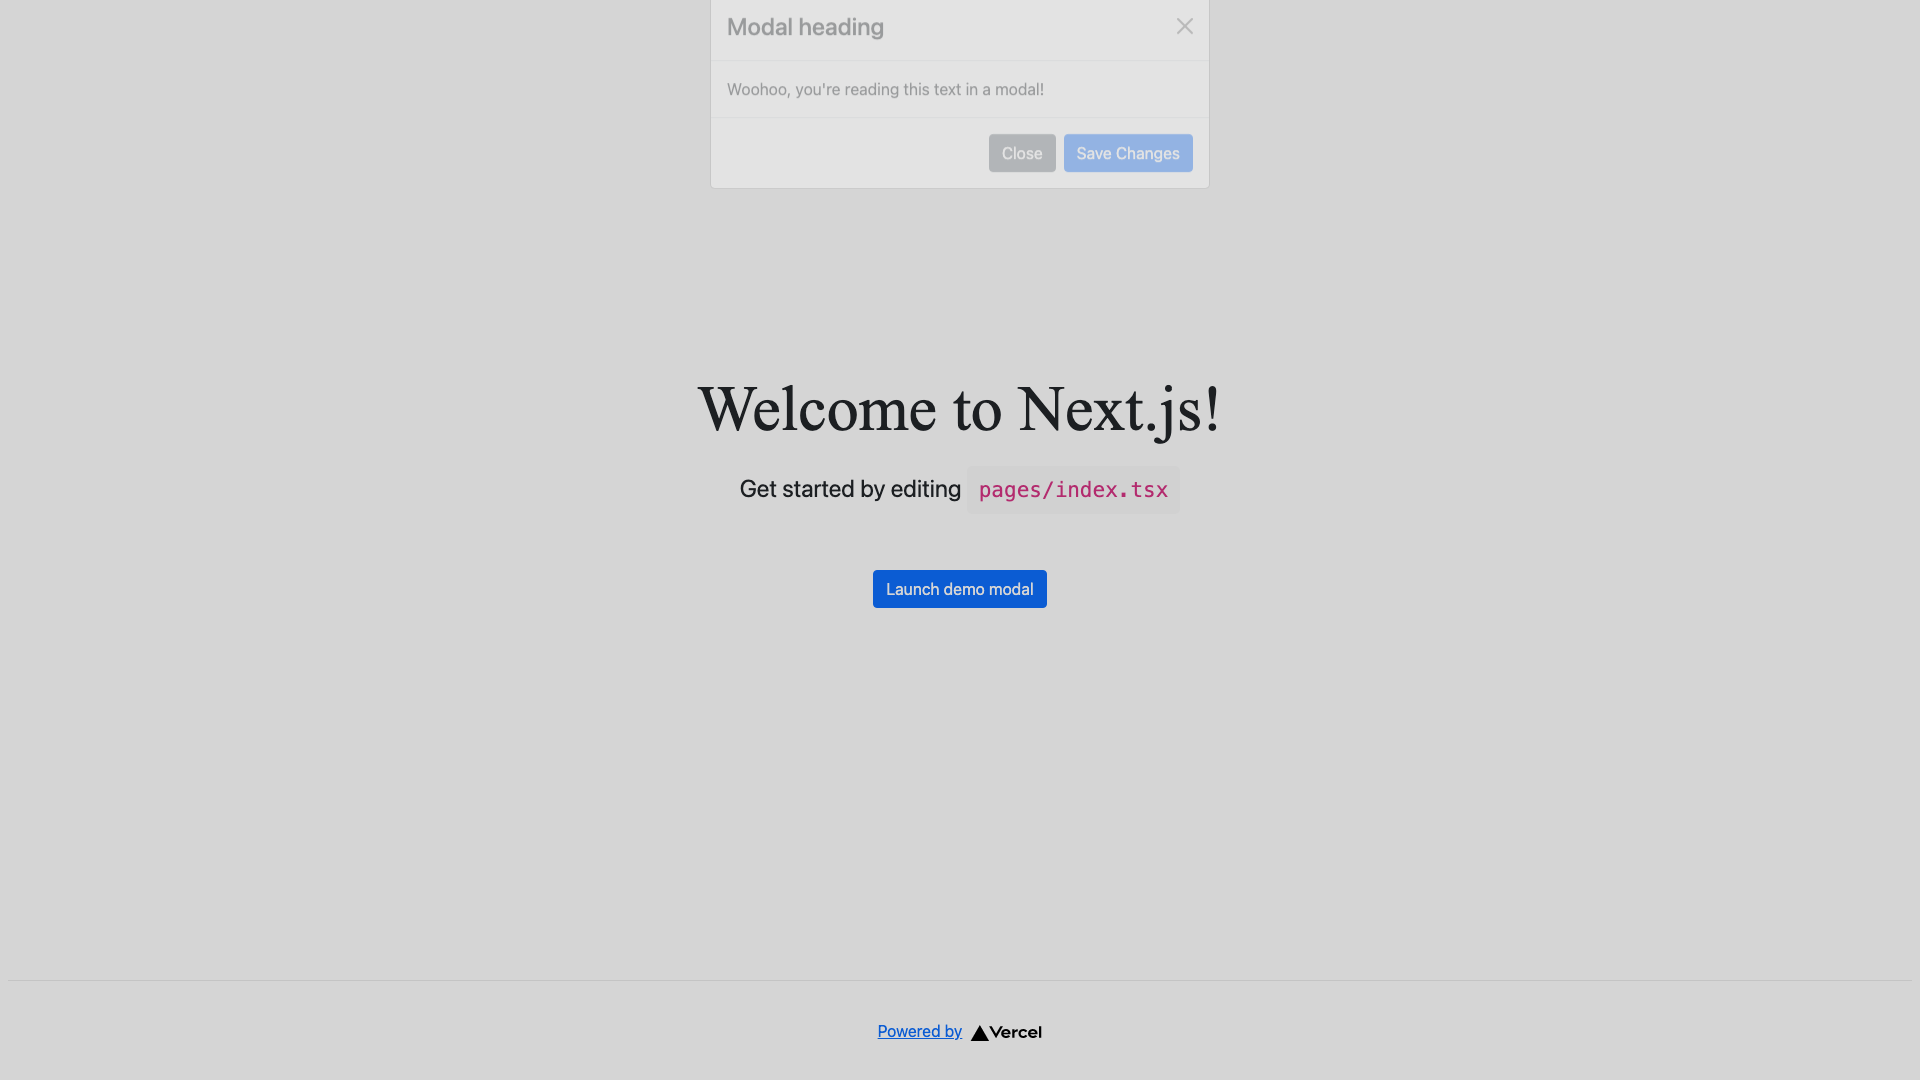 Modal heading
Woohoo, you're reading this text in a modal!
Close Save Changes
Welcome to Next.js!
Get started by editing pages/index.tsx
Launch demo modal
Powered by Vercel